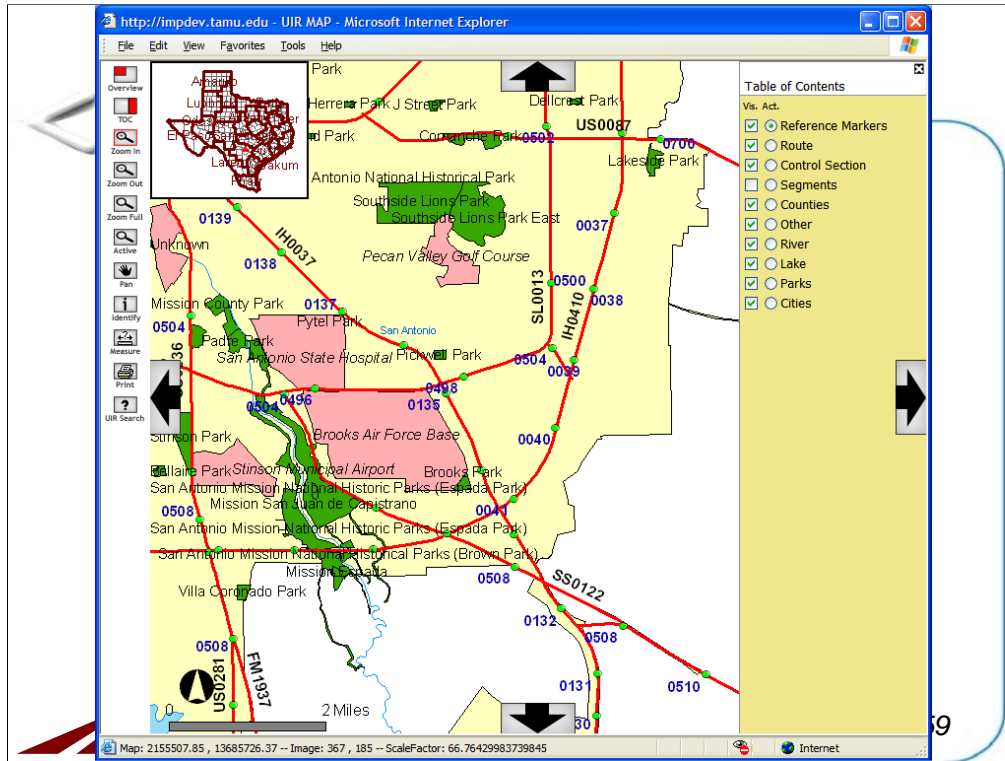 http://impdev.tamu.edu - UIR MAP - Microsoft Internet Explorer
File Edit View Favorites Tools Help
Overview
TOC
Zoom In
Zoom Out
Zoom Full
Active
Pan
Identify
Measure
Print
UIR Search
Park
Herrera Park
J Street Park
Dellcrest Park
US0087
Comanche Park
0502
0700
Lakeside Park
Antonio National Historical Park
Southside Lions Park
Southside Lions Park East
0139
IH0037
0037
Unknown
0138
Pecan Valley Golf Course
0500
SL0013
IH0410
0038
Mission County Park
0137
Pytel Park
0504
San Antonio
Padre Park
San Antonio State Hospital
Pickwell Park
0504
0039
0498
0504
0496
0135
Stinson Park
Brooks Air Force Base
0040
Bellaire Park
Stinson Municipal Airport
Brooks Park
San Antonio Mission National Historic Parks (Espada Park)
Mission San Juan de Capistrano
0041
0508
San Antonio Mission National Historic Parks (Espada Park)
San Antonio Mission National Historical Parks (Brown Park)
Mission Espada
0508
SS0122
Villa Coronado Park
0132
0508
0508
US0281
FM1937
0131
0510
0
2 Miles
Table of Contents
Vis. Act.
Reference Markers
Route
Control Section
Segments
Counties
Other
River
Lake
Parks
Cities
59
Map: 2155507.85 , 13685726.37 -- Image: 367 , 185 -- ScaleFactor: 66.76429983739845
Internet